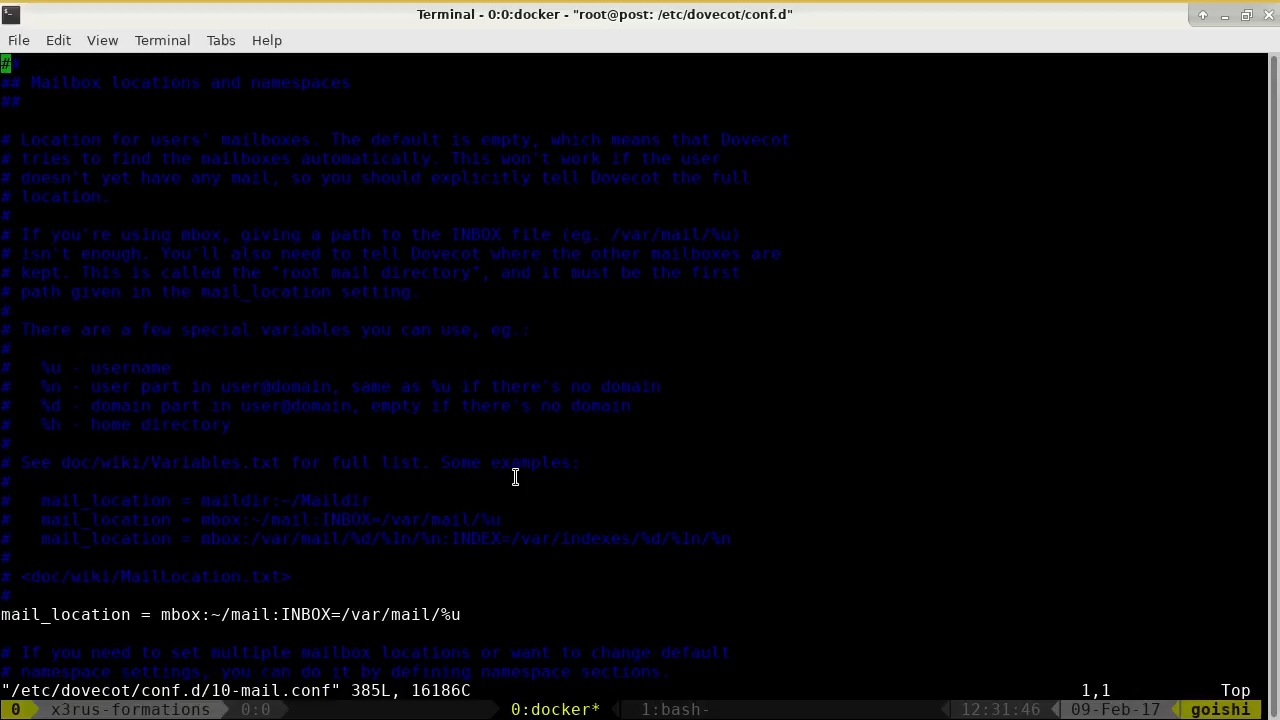 Terminal - 0:0:docker - "root@post: /etc/dovecot/conf.d"
File Edit View Terminal Tabs Help
##
## Mailbox locations and namespaces
##
# Location for users' mailboxes. The default is empty, which means that Dovecot
# tries to find the mailboxes automatically. This won't work if the user
# doesn't yet have any mail, so you should explicitly tell Dovecot the full
# location.
#
# If you're using mbox, giving a path to the INBOX file (eg. /var/mail/%u)
# isn't enough. You'll also need to tell Dovecot where the other mailboxes are
# kept. This is called the "root mail directory", and it must be the first
# path given in the mail_location setting.
#
# There are a few special variables you can use, eg.:
#
#   %u - username
#   %n - user part in user@domain, same as %u if there's no domain
#   %d - domain part in user@domain, empty if there's no domain
#   %h - home directory
#
# See doc/wiki/Variables.txt for full list. Some examples:
#
#   mail_location = maildir:~/Maildir
#   mail_location = mbox:~/mail:INBOX=/var/mail/%u
#   mail_location = mbox:/var/mail/%d/%1n/%n:INDEX=/var/indexes/%d/%1n/%n
#
# <doc/wiki/MailLocation.txt>
#
mail_location = mbox:~/mail:INBOX=/var/mail/%u
# If you need to set multiple mailbox locations or want to change default
# namespace settings, you can do it by defining namespace sections.
"/etc/dovecot/conf.d/10-mail.conf" 385L, 16186C 1,1 Top
0 x3rus-formations 0:0 0:docker* 1:bash- 12:31:46 09-Feb-17 goishi